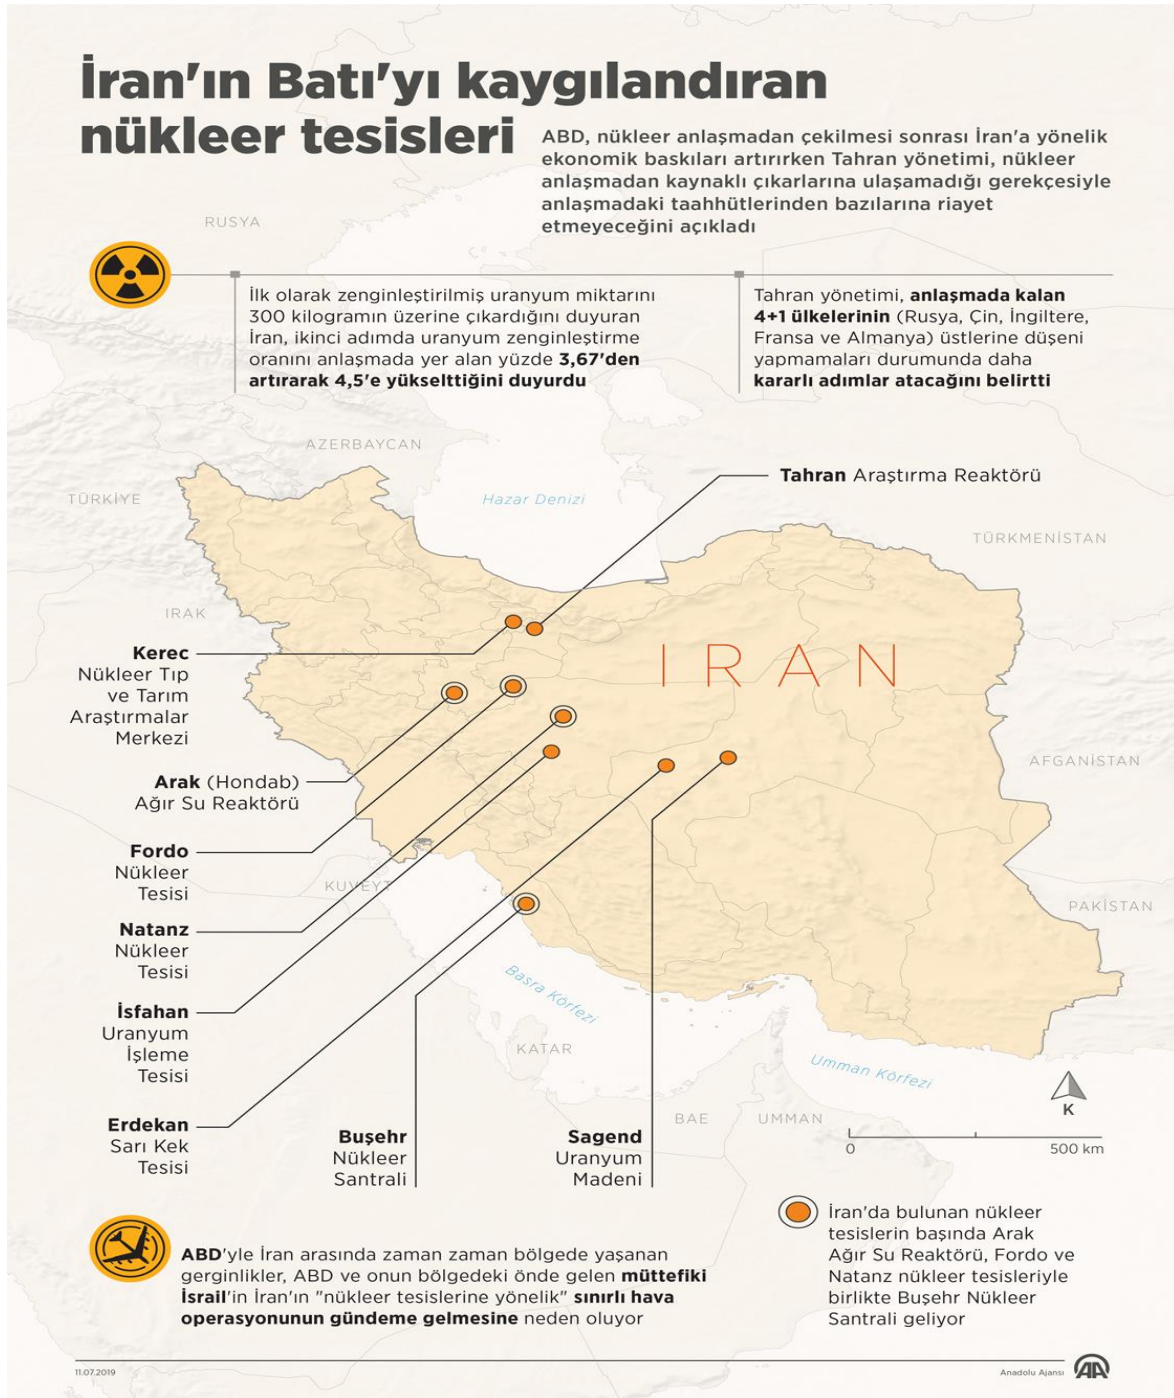 İran'ın Batı'yı kaygılandıran
nükleer tesisleri
ABD, nükleer anlaşmadan çekilmesi sonrası İran'a yönelik
ekonomik baskıları artırırken Tahran yönetimi, nükleer
anlaşmadan kaynaklı çıkarlarına ulaşamadığı gerekçesiyle
anlaşmadaki taahhütlerinden bazılarına riayet
etmeyeceğini açıkladı
RUSYA
İlk olarak zenginleştirilmiş uranyum miktarını
300 kilogramın üzerine çıkardığını duyuran
İran, ikinci adımda uranyum zenginleştirme
oranını anlaşmada yer alan yüzde 3,67'den
artırarak 4,5'e yükselttiğini duyurdu
Tahran yönetimi, anlaşmada kalan
4+1 ülkelerinin (Rusya, Çin, İngiltere,
Fransa ve Almanya) üstlerine düşeni
yapmamaları durumunda daha
kararlı adımlar atacağını belirtti
AZERBAYCAN
TÜRKİYE
Hazar Denizi
Tahran Araştırma Reaktörü
TÜRKMENİSTAN
IRAK
IRAN
Kerec
Nükleer Tıp
ve Tarım
Araştırmalar
Merkezi
AFGANİSTAN
Arak (Hondab)
Ağır Su Reaktörü
Fordo
Nükleer
Tesisi
KUVEYT
PAKİSTAN
Natanz
Nükleer
Tesisi
Basra Körfezi
İsfahan
Uranyum
İşleme
Tesisi
KATAR
Umman Körfezi
K
Erdekan
Sarı Kek
Tesisi
BAE
UMMAN
0
500 km
Buşehr
Nükleer
Santrali
Sagend
Uranyum
Madeni
ABD'yle İran arasında zaman zaman bölgede yaşanan
gerginlikler, ABD ve onun bölgedeki önde gelen müttefiki
İsrail'in İran'ın "nükleer tesislerine yönelik" sınırlı hava
operasyonunun gündeme gelmesine neden oluyor
İran'da bulunan nükleer
tesislerin başında Arak
Ağır Su Reaktörü, Fordo ve
Natanz nükleer tesisleriyle
birlikte Buşehr Nükleer
Santrali geliyor
11.07.2019
Anadolu Ajansı
AA